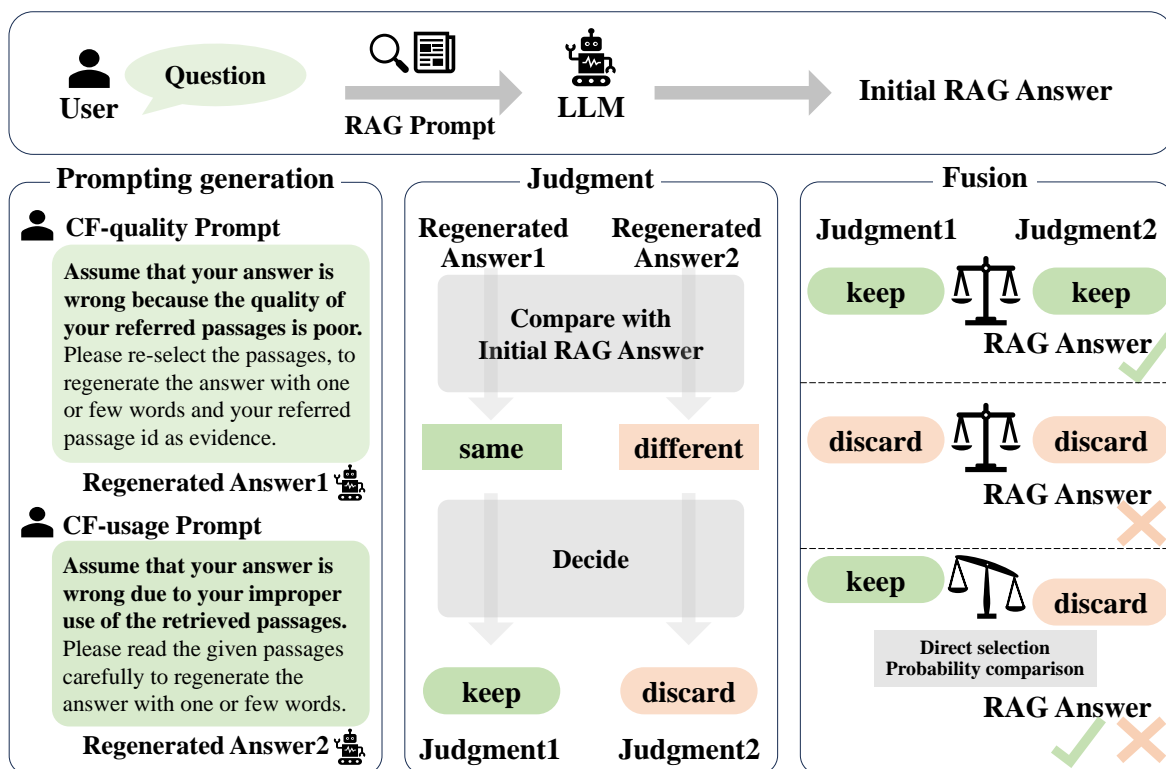 Question
User
RAG Prompt
LLM
Initial RAG Answer
Prompting generation
CF-quality Prompt
Assume that your answer is
wrong because the quality of
your referred passages is poor.
Please re-select the passages, to
regenerate the answer with one
or few words and your referred
passage id as evidence.
Regenerated Answer1
CF-usage Prompt
Assume that your answer is
wrong due to your improper
use of the retrieved passages.
Please read the given passages
carefully to regenerate the
answer with one or few words.
Regenerated Answer2
Judgment
Regenerated
Answer1
Regenerated
Answer2
Compare with
Initial RAG Answer
same
different
Decide
keep
discard
Judgment1
Judgment2
Fusion
Judgment1
Judgment2
keep
keep
RAG Answer
discard
discard
RAG Answer
keep
discard
Direct selection
Probability comparison
RAG Answer